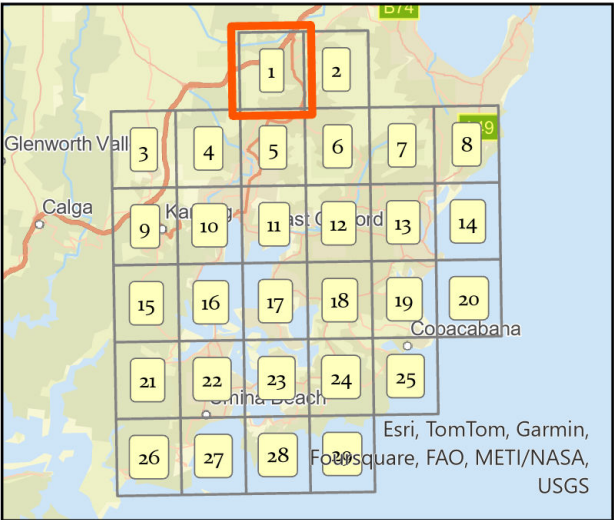 B74
1 2
Glenworth Vall
3 4 5 6 7 8
Calga
9 10 11 12 13 14
15 16 17 18 19 20
Copacabana
21 22 23 24 25
Beach
26 27 28 29
Esri, TomTom, Garmin,
Foursquare, FAO, METI/NASA,
USGS